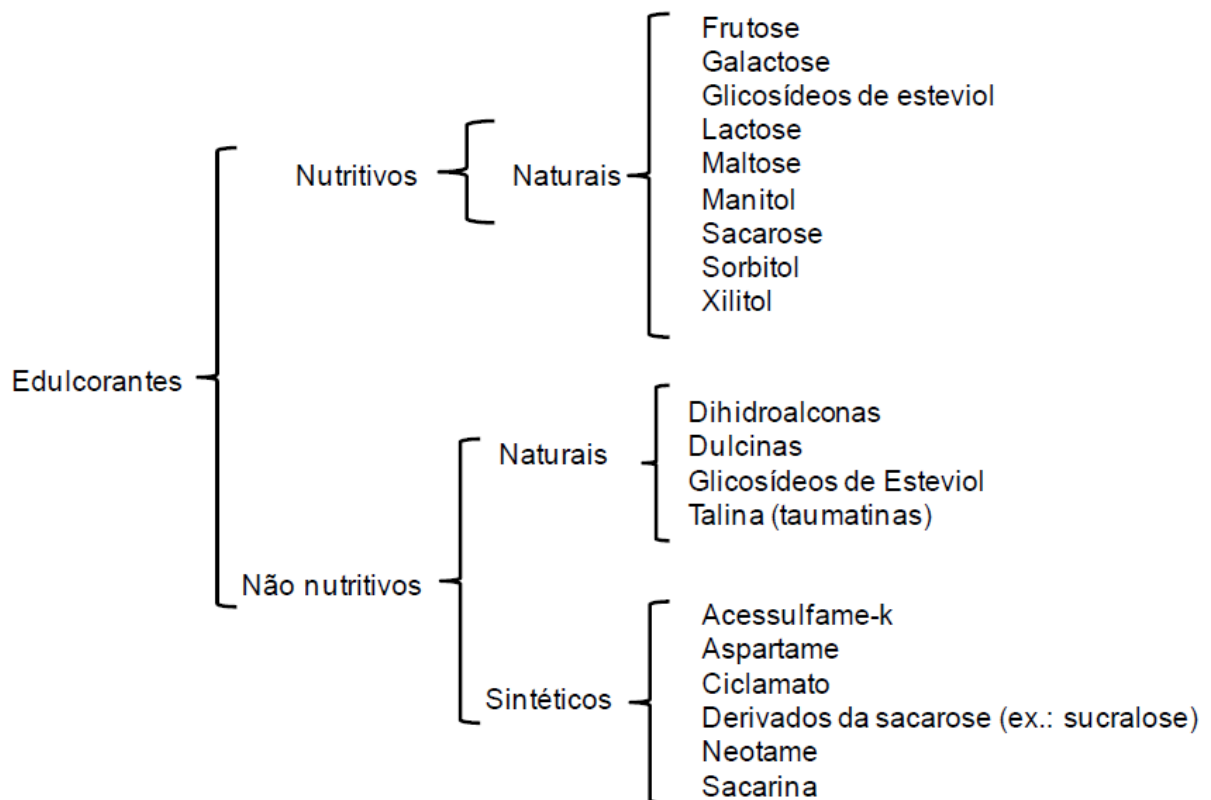 Edulcorantes
Nutritivos
Naturais
Frutose
Galactose
Glicosídeos de esteviol
Lactose
Maltose
Manitol
Sacarose
Sorbitol
Xilitol
Não nutritivos
Naturais
Dihidroalconas
Dulcinas
Glicosídeos de Esteviol
Talina (taumatinas)
Sintéticos
Acessulfame-k
Aspartame
Ciclamato
Derivados da sacarose (ex.: sucralose)
Neotame
Sacarina